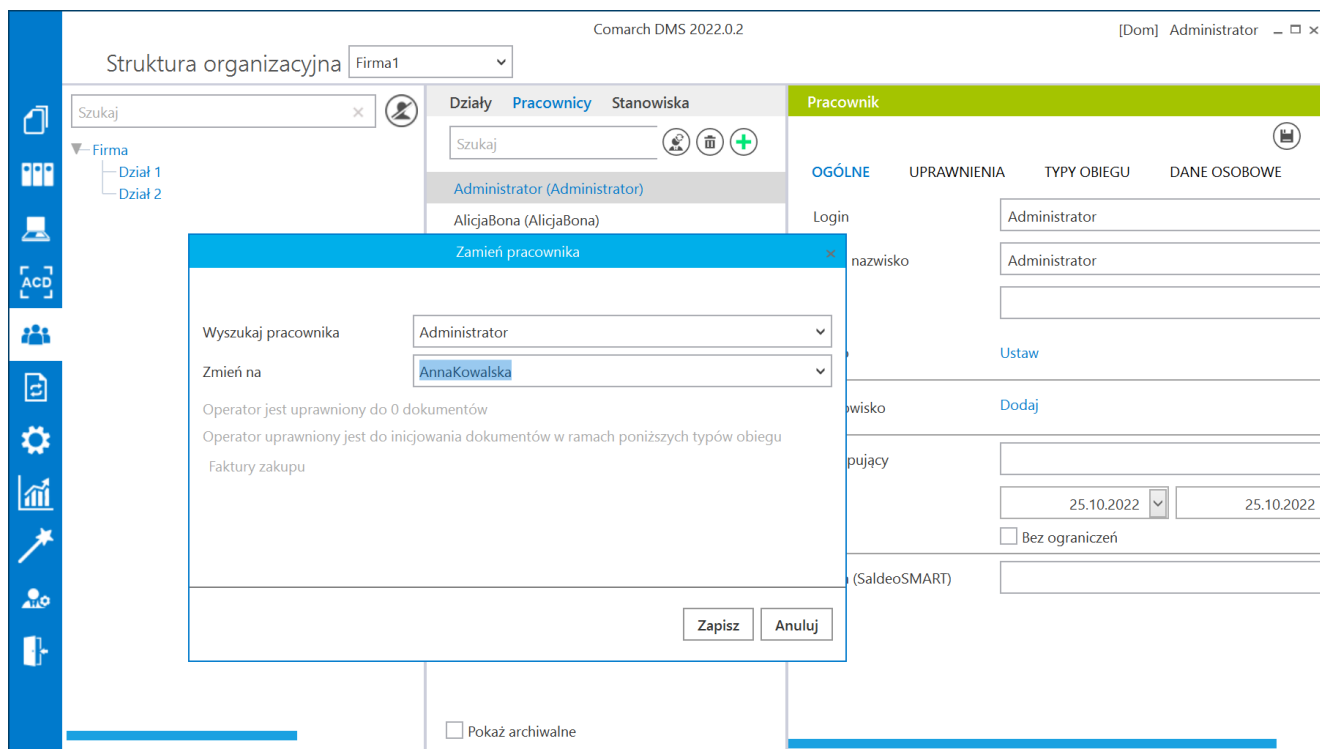 Comarch DMS 2022.0.2
[Dom] Administrator
Struktura organizacyjna Firma1
Szukaj
Firma
Dział 1
Dział 2
Działy Pracownicy Stanowiska
Szukaj
Administrator (Administrator)
AlicjaBona (AlicjaBona)
Pokaż archiwalne
Pracownik
OGÓLNE UPRAWNIENIA TYPY OBIEGU DANE OSOBOWE
Login Administrator
nazwisko Administrator
Ustaw
Dodaj
25.10.2022 25.10.2022
Bez ograniczeń
(SaldeoSMART)
ACD
Zamień pracownika
Wyszukaj pracownika Administrator
Zmień na AnnaKowalska
Operator jest uprawniony do 0 dokumentów
Operator uprawniony jest do inicjowania dokumentów w ramach poniższych typów obiegu
Faktury zakupu
Zapisz Anuluj